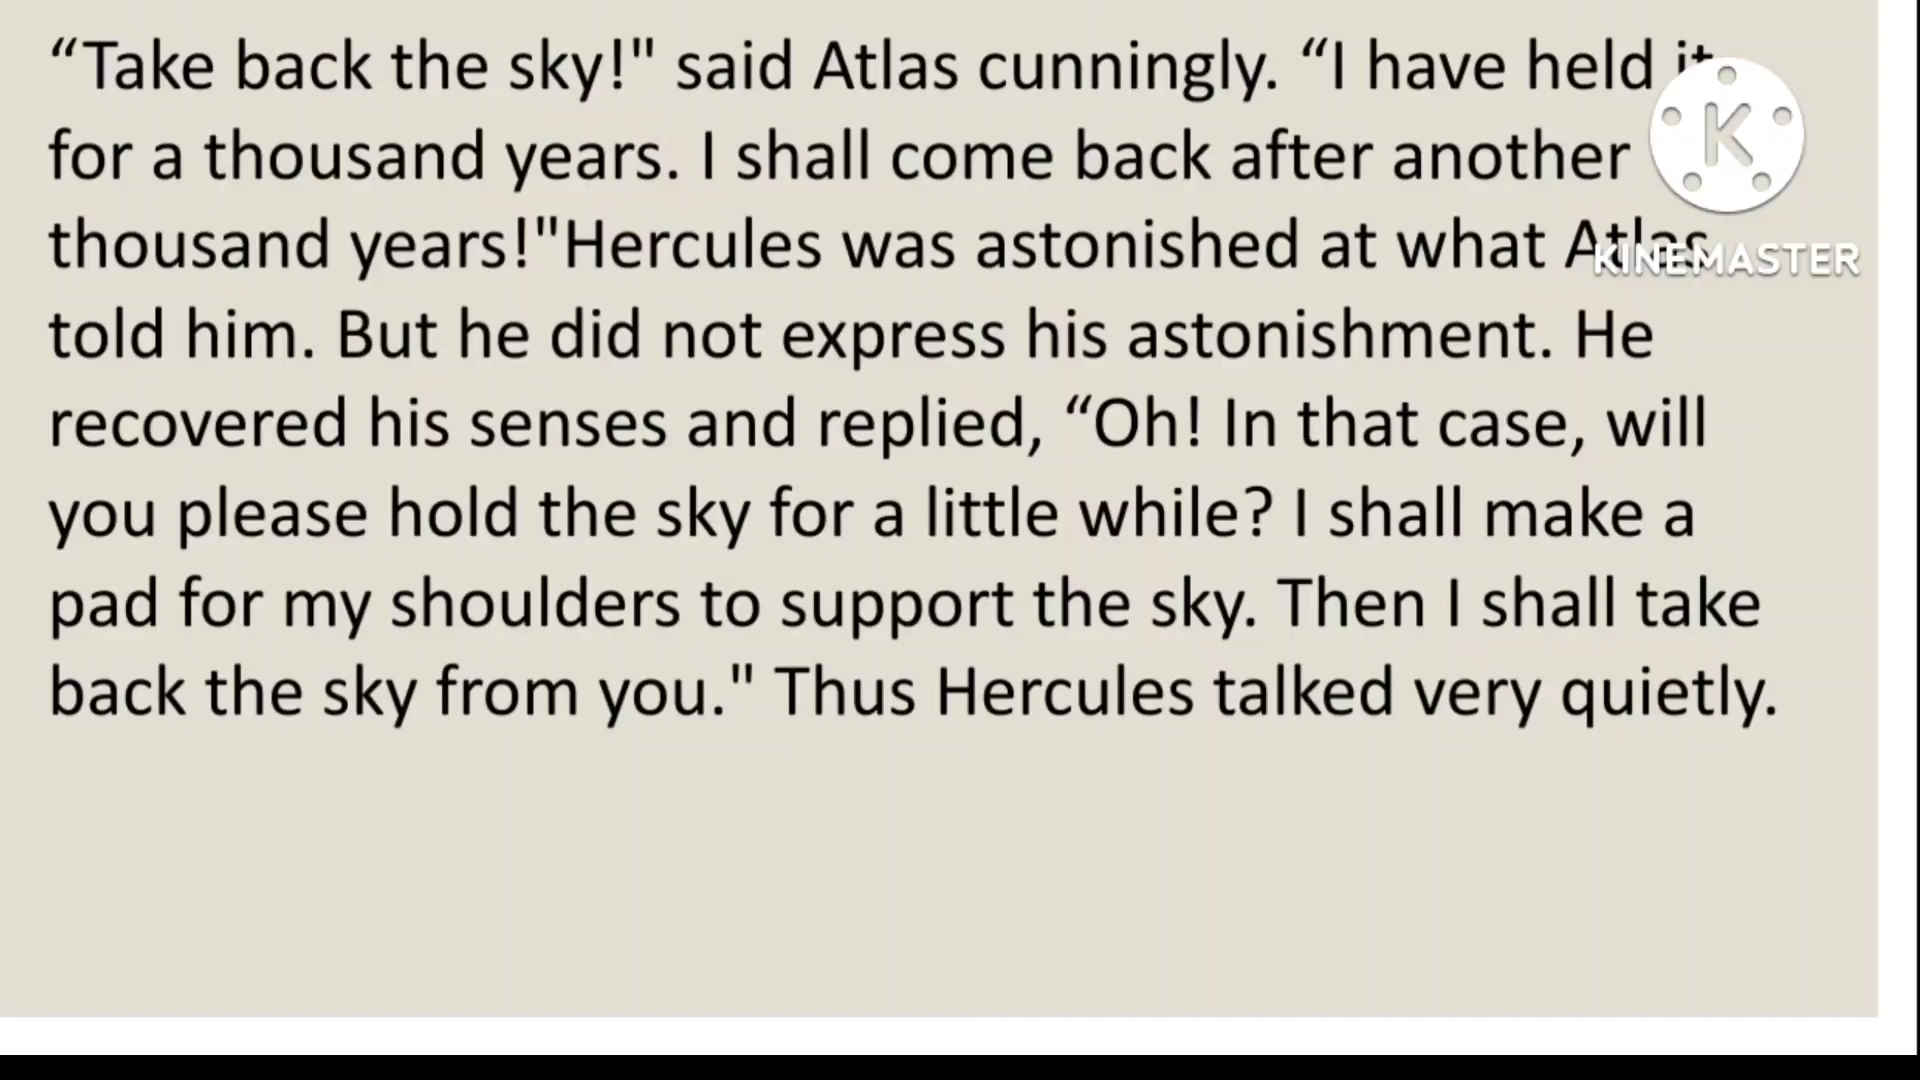 “Take back the sky!" said Atlas cunningly. “I have held it
for a thousand years. I shall come back after another
thousand years!"Hercules was astonished at what Atlas
told him. But he did not express his astonishment. He
recovered his senses and replied, “Oh! In that case, will
you please hold the sky for a little while? I shall make a
pad for my shoulders to support the sky. Then I shall take
back the sky from you." Thus Hercules talked very quietly.
K
KINEMASTER